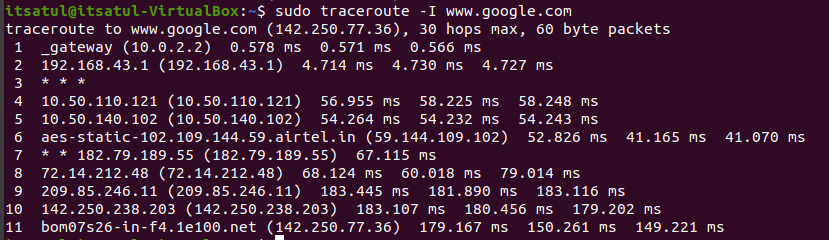 itsatul@itsatul-VirtualBox:~$ sudo traceroute -I www.google.com
traceroute to www.google.com (142.250.77.36), 30 hops max, 60 byte packets
 1  _gateway (10.0.2.2)  0.578 ms  0.571 ms  0.566 ms
 2  192.168.43.1 (192.168.43.1)  4.714 ms  4.730 ms  4.727 ms
 3  * * *
 4  10.50.110.121 (10.50.110.121)  56.955 ms  58.225 ms  58.248 ms
 5  10.50.140.102 (10.50.140.102)  54.264 ms  54.232 ms  54.243 ms
 6  aes-static-102.109.144.59.airtel.in (59.144.109.102)  52.826 ms  41.165 ms  41.070 ms
 7  * * 182.79.189.55 (182.79.189.55)  67.115 ms
 8  72.14.212.48 (72.14.212.48)  68.124 ms  60.018 ms  79.014 ms
 9  209.85.246.11 (209.85.246.11)  183.445 ms  181.890 ms  183.116 ms
10  142.250.238.203 (142.250.238.203)  183.107 ms  180.456 ms  179.202 ms
11  bom07s26-in-f4.1e100.net (142.250.77.36)  179.167 ms  150.261 ms  149.221 ms